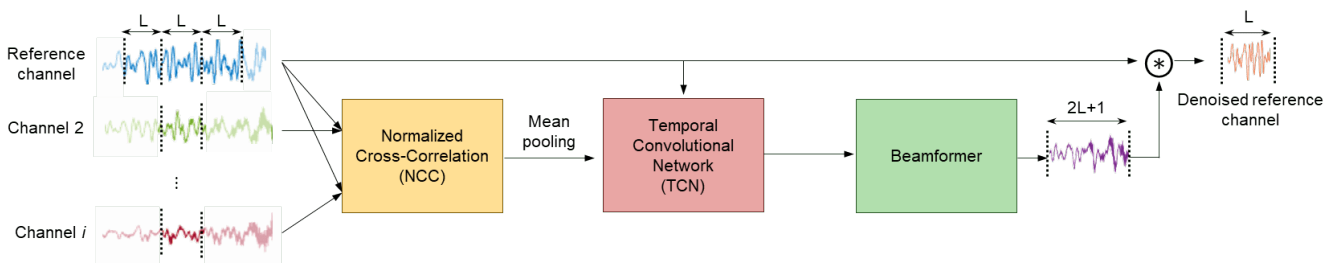 L L L
Reference
channel
Channel 2
...
Channel i
Normalized
Cross-Correlation
(NCC)
Mean
pooling
Temporal
Convolutional
Network
(TCN)
Beamformer
2L+1
*
L
Denoised reference
channel